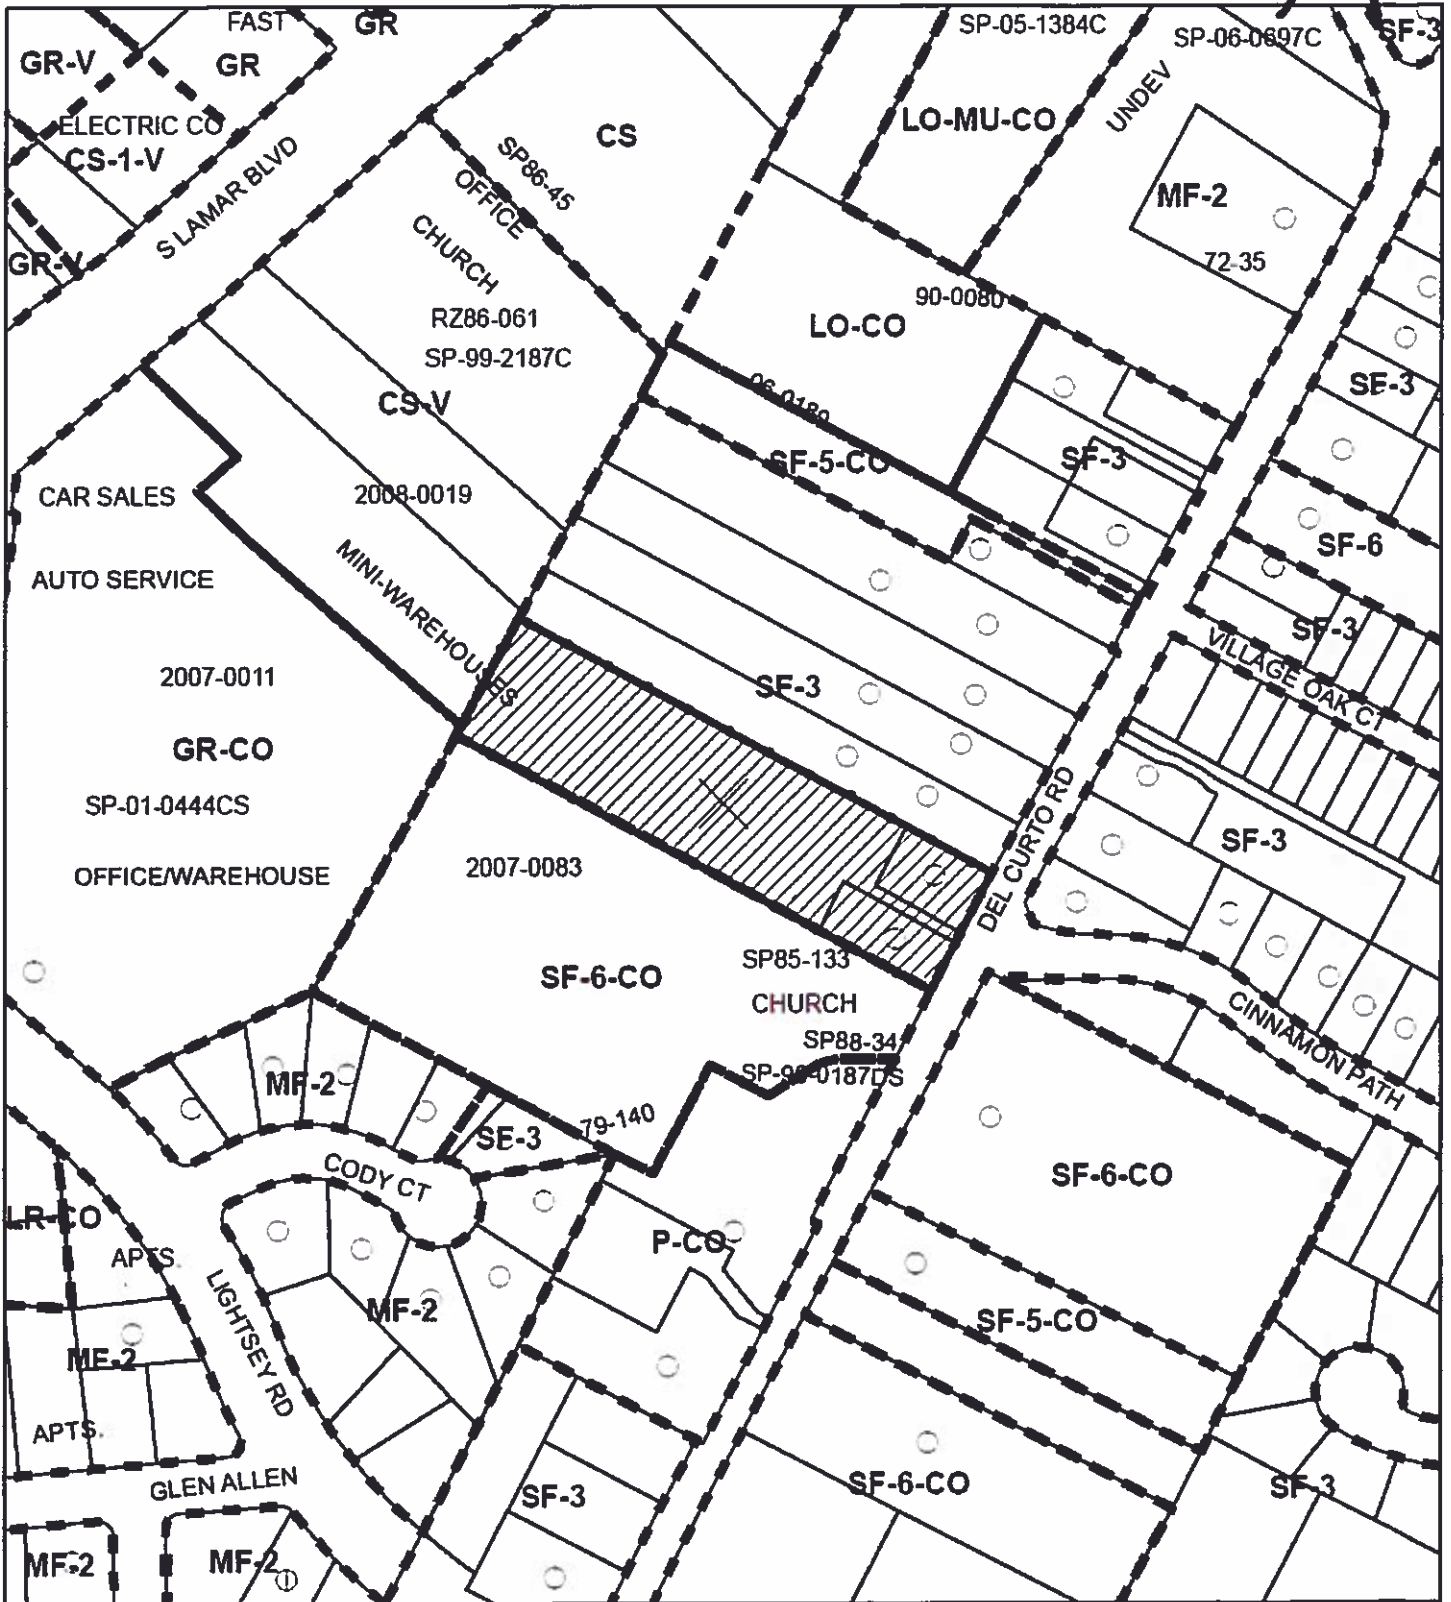 FAST
GR
SP-05-1384C
SP-06-0697C
SF-3
GR-V
GR
ELECTRIC CO
CS-1-V
CS
LO-MU-CO
UNDEV
MF-2
S LAMAR BLVD
SP86-45
OFFICE
CHURCH
GR-V
72-35
90-0080
RZ86-061
LO-CO
SP-99-2187C
06-0180
SF-3
CS-V
SF-5-CO
SF-3
CAR SALES
2008-0019
SF-6
MINI-WAREHOUSES
AUTO SERVICE
SF-3
VILLAGE OAK CT
2007-0011
SF-3
GR-CO
SP-01-0444CS
DEL CURTO RD
SF-3
OFFICE/WAREHOUSE
2007-0083
SP85-133
SF-6-CO
CHURCH
CINNAMON PATH
SP88-34
MF-2
79-140
SF-3
CODY CT
SF-6-CO
LR-CO
APTS.
P-CO
LIGHTSEY RD
MF-2
SF-5-CO
MF-2
APTS.
GLEN ALLEN
SF-3
SF-6-CO
SF-3
MF-2
MF-2